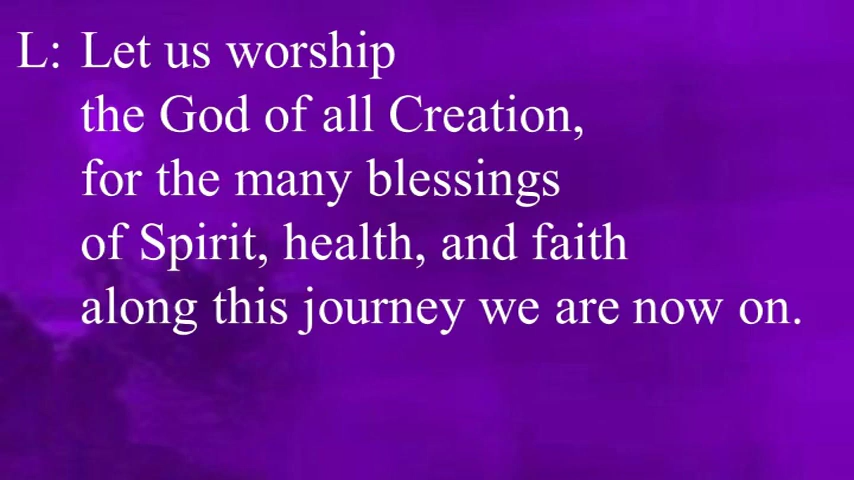 L: Let us worship
the God of all Creation,
for the many blessings
of Spirit, health, and faith
along this journey we are now on.